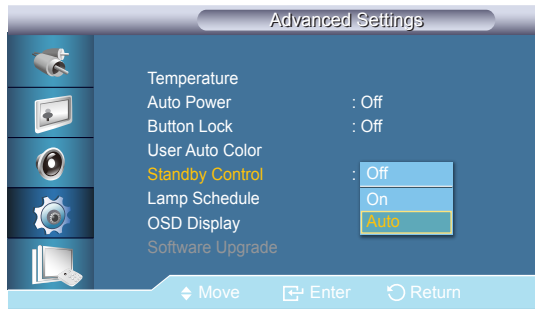 Advanced Settings
Temperature
Auto Power : Off
Button Lock : Off
User Auto Color
Standby Control : Off
Lamp Schedule On
OSD Display Auto
Software Upgrade
Move Enter Return